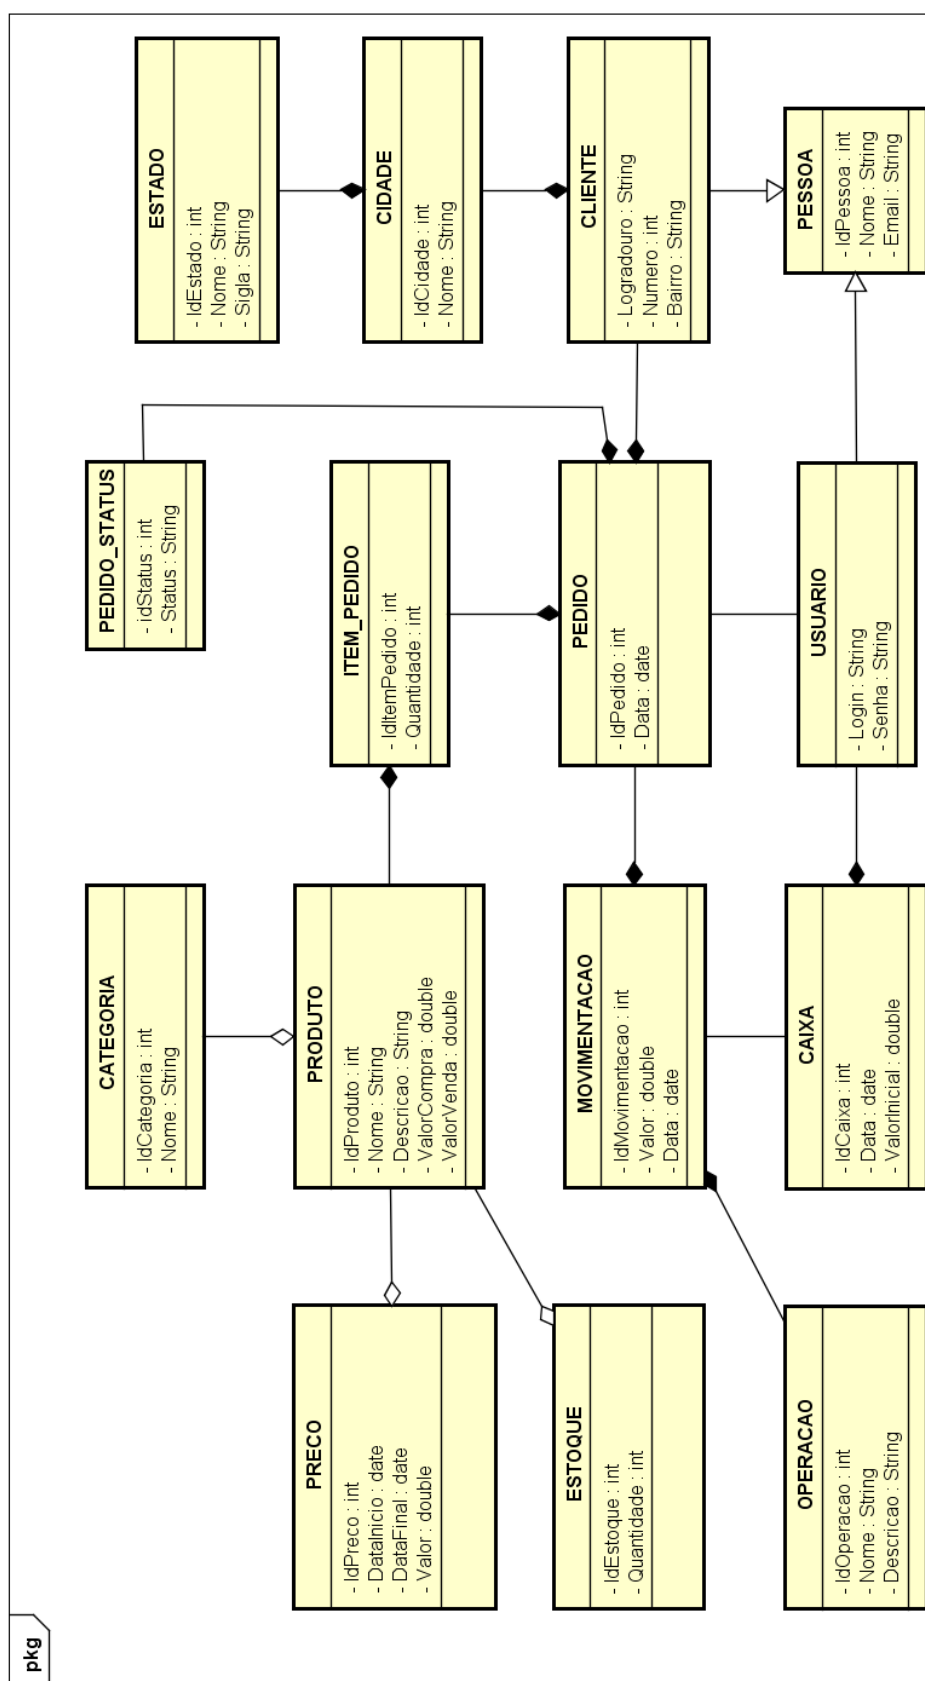 pkg
CATEGORIA
- IdCategoria : int
- Nome : String
PEDIDO_STATUS
- idStatus : int
- Status : String
ESTADO
- IdEstado : int
- Nome : String
- Sigla : String
PRECO
- IdPreco : int
- DataInicio : date
- DataFinal : date
- Valor : double
PRODUTO
- IdProduto : int
- Nome : String
- Descricao : String
- ValorCompra : double
- ValorVenda : double
ITEM_PEDIDO
- IdItemPedido : int
- Quantidade : int
CIDADE
- IdCidade : int
- Nome : String
ESTOQUE
- IdEstoque : int
- Quantidade : int
MOVIMENTACAO
- IdMovimentacao : int
- Valor : double
- Data : date
PEDIDO
- IdPedido : int
- Data : date
CLIENTE
- Logradouro : String
- Numero : int
- Bairro : String
OPERACAO
- IdOperacao : int
- Nome : String
- Descricao : String
CAIXA
- IdCaixa : int
- Data : date
- ValorInicial : double
USUARIO
- Login : String
- Senha : String
PESSOA
- IdPessoa : int
- Nome : String
- Email : String